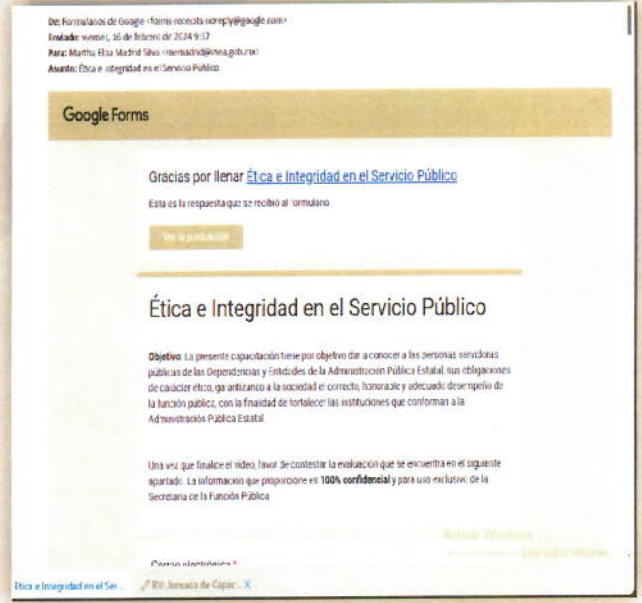 De: Formularios de Google <forms-receipts-noreply@google.com>
Enviado: viernes, 16 de febrero de 2024 9:37
Para: Martha Elsa Madrid Silva
Asunto: Ética e integridad en el Servicio Público
Google Forms
Gracias por llenar Ética e Integridad en el Servicio Público
Esta es la respuesta que se recibió al formulario.
Ver la puntuación
Ética e Integridad en el Servicio Público
Objetivo: La presente capacitación tiene por objetivo dar a conocer a las personas servidoras
públicas de las Dependencias y Entidades de la Administración Pública Estatal, sus obligaciones
de carácter ético, garantizando a la sociedad el correcto, honorable y adecuado desempeño de
la función pública, con la finalidad de fortalecer las instituciones que conforman a la
Administración Pública Estatal.
Una vez que finalice el video, favor de contestar la evaluación que se encuentra en el siguiente
apartado. La información que proporcione es 100% confidencial y para uso exclusivo de la
Secretaría de la Función Pública
Activar Windows
Correo electrónico *
Ética e Integridad en el Ser...
RV: Jornada de Capac... X